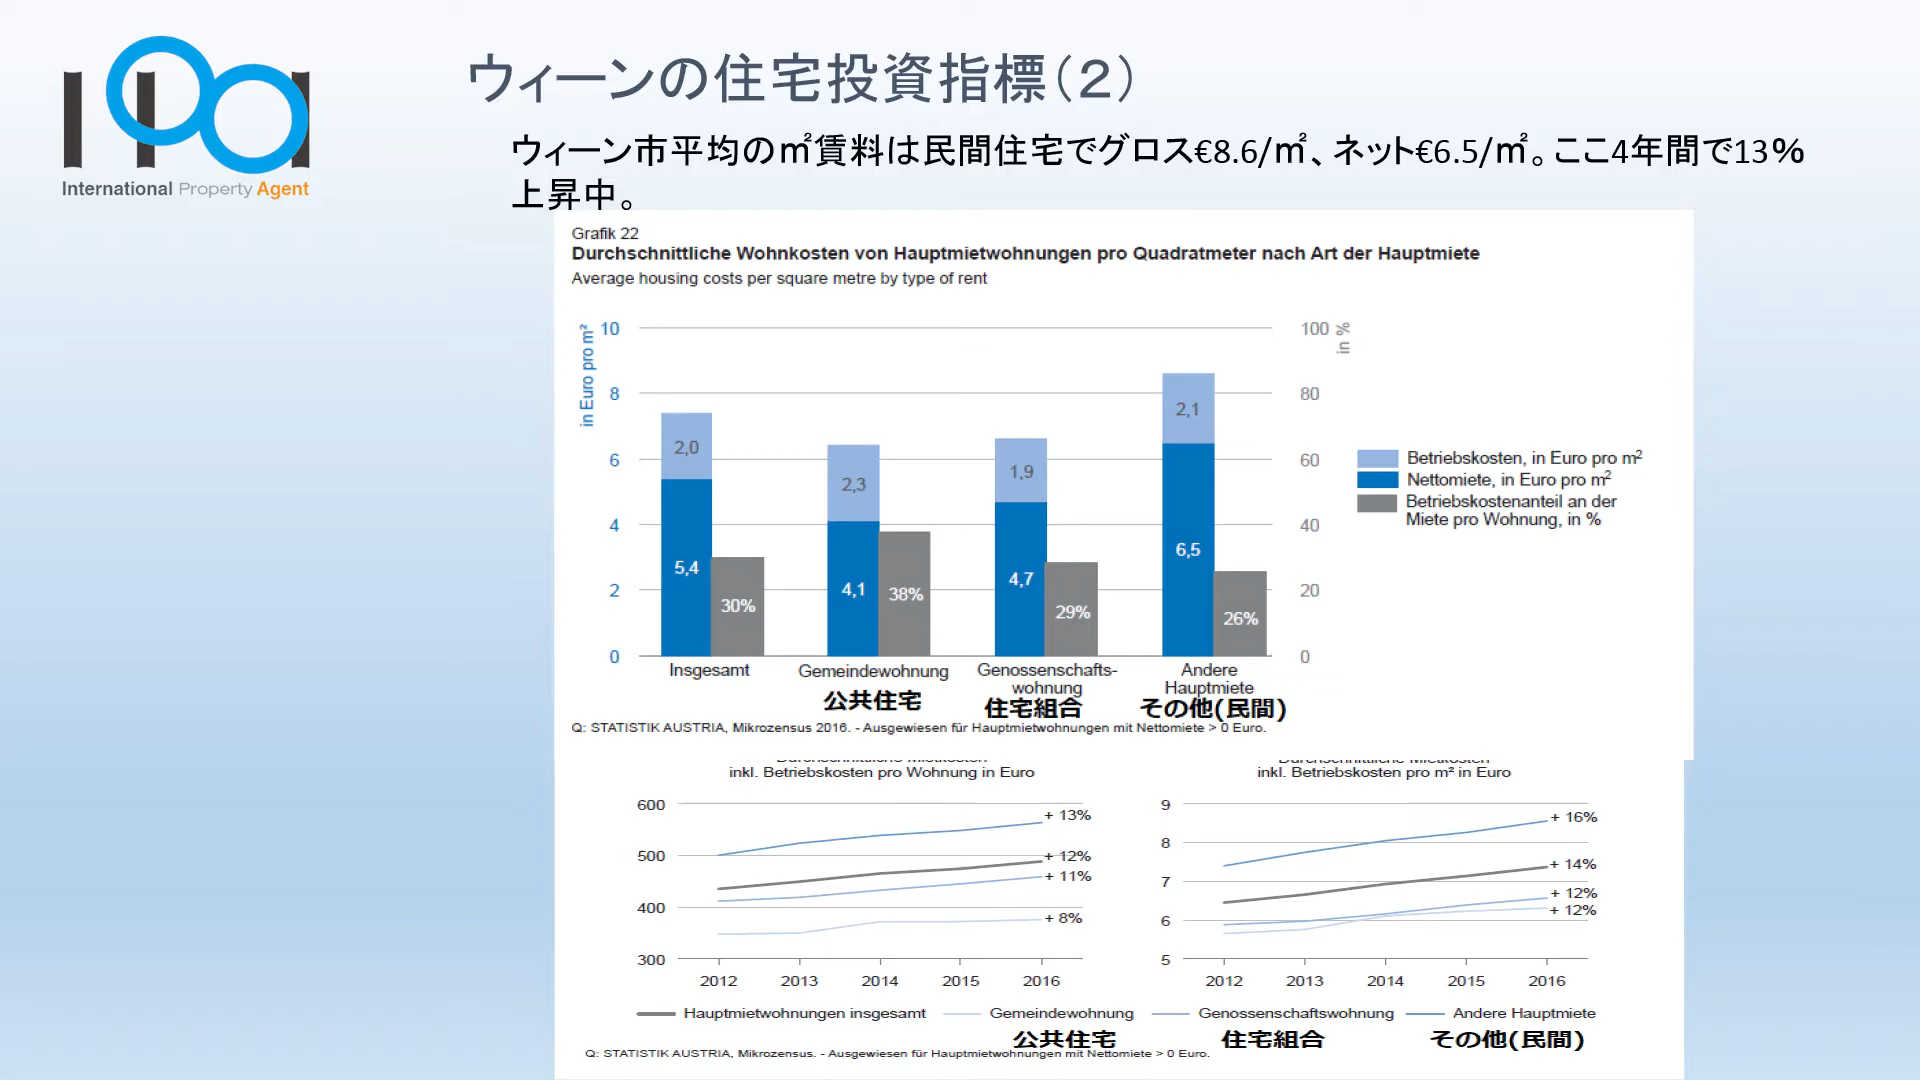 International Property Agent
ウィーンの住宅投資指標（２）
ウィーン市平均の㎡賃料は民間住宅でグロス€8.6/㎡、ネット€6.5/㎡。ここ4年間で13％
上昇中。
Grafik 22
Durchschnittliche Wohnkosten von Hauptmietwohnungen pro Quadratmeter nach Art der Hauptmiete
Average housing costs per square metre by type of rent
in Euro pro m²
10
8
6
4
2
0
100
80
60
40
20
0
in %
2,0
5,4
30%
2,3
4,1
38%
1,9
4,7
29%
2,1
6,5
26%
Insgesamt
Gemeindewohnung
公共住宅
Genossenschafts-
wohnung
住宅組合
Andere
Hauptmiete
その他(民間)
Betriebskosten, in Euro pro m²
Nettomiete, in Euro pro m²
Betriebskostenanteil an der
Miete pro Wohnung, in %
Q: STATISTIK AUSTRIA, Mikrozensus 2016. - Ausgewiesen für Hauptmietwohnungen mit Nettomiete > 0 Euro.
inkl. Betriebskosten pro Wohnung in Euro
600
500
400
300
+ 13%
+ 12%
+ 11%
+ 8%
2012 2013 2014 2015 2016
inkl. Betriebskosten pro m² in Euro
9
8
7
6
5
+ 16%
+ 14%
+ 12%
+ 12%
2012 2013 2014 2015 2016
Hauptmietwohnungen insgesamt Gemeindewohnung Genossenschaftswohnung Andere Hauptmiete
公共住宅 住宅組合 その他(民間)
Q: STATISTIK AUSTRIA, Mikrozensus. - Ausgewiesen für Hauptmietwohnungen mit Nettomiete > 0 Euro.